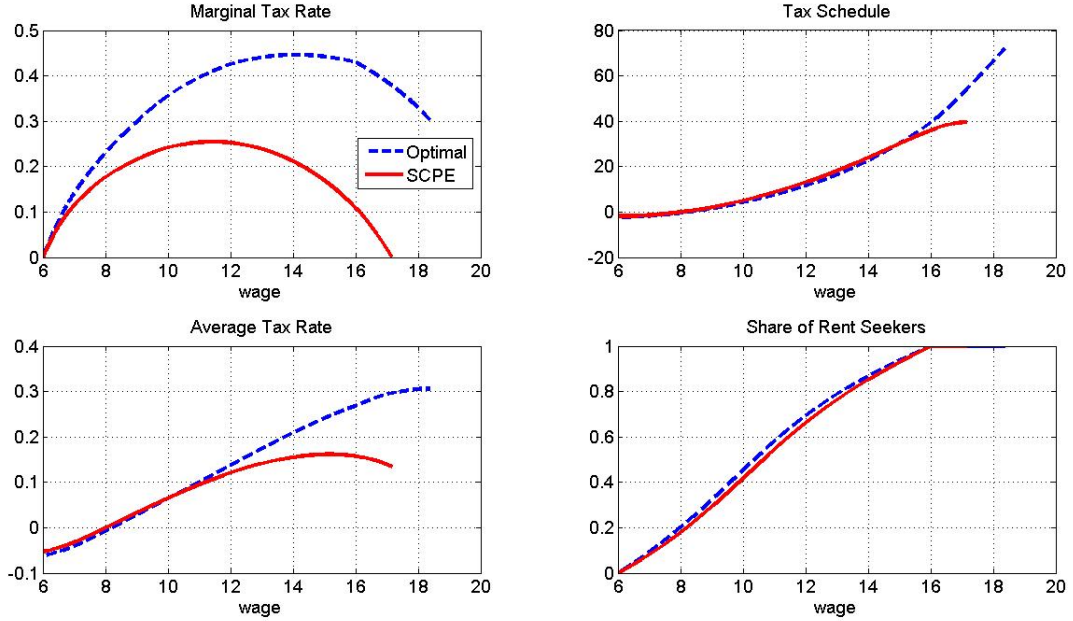 Marginal Tax Rate
0.5
0.4
0.3
0.2
0.1
0
6 8 10 12 14 16 18 20
wage
Optimal
SCPE
Tax Schedule
80
60
40
20
0
-20
6 8 10 12 14 16 18 20
wage
Average Tax Rate
0.4
0.3
0.2
0.1
0
-0.1
6 8 10 12 14 16 18 20
wage
Share of Rent Seekers
1
0.8
0.6
0.4
0.2
0
6 8 10 12 14 16 18 20
wage